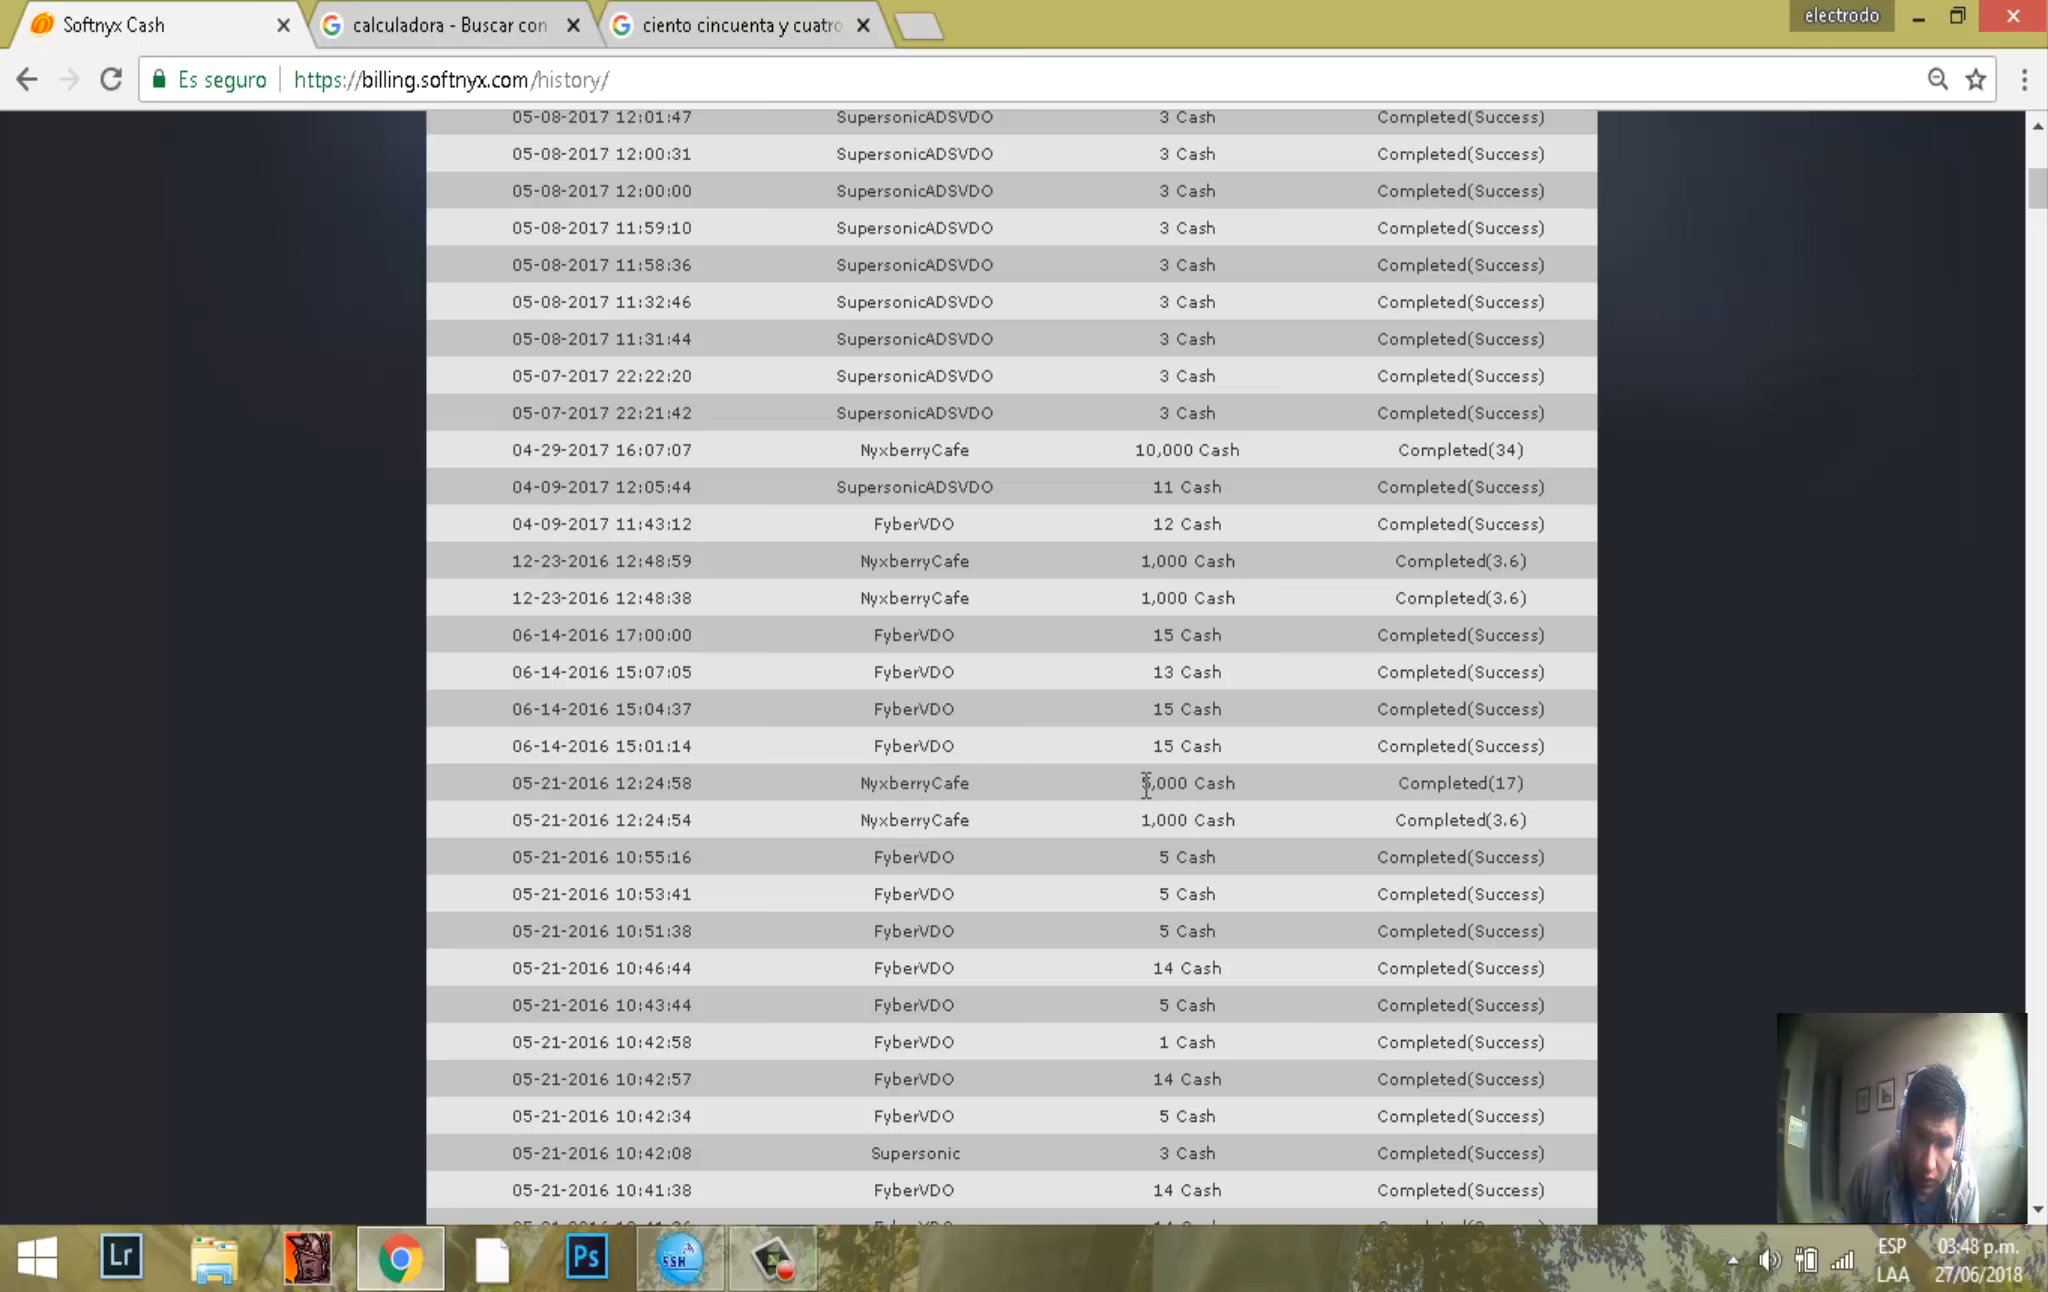 Softnyx Cash
calculadora - Buscar con
ciento cincuenta y cuatro
electrodo
Es seguro https://billing.softnyx.com/history/
05-08-2017 12:01:47 SupersonicADSVDO 3 Cash Completed(Success)
05-08-2017 12:00:31 SupersonicADSVDO 3 Cash Completed(Success)
05-08-2017 12:00:00 SupersonicADSVDO 3 Cash Completed(Success)
05-08-2017 11:59:10 SupersonicADSVDO 3 Cash Completed(Success)
05-08-2017 11:58:36 SupersonicADSVDO 3 Cash Completed(Success)
05-08-2017 11:32:46 SupersonicADSVDO 3 Cash Completed(Success)
05-08-2017 11:31:44 SupersonicADSVDO 3 Cash Completed(Success)
05-07-2017 22:22:20 SupersonicADSVDO 3 Cash Completed(Success)
05-07-2017 22:21:42 SupersonicADSVDO 3 Cash Completed(Success)
04-29-2017 16:07:07 NyxberryCafe 10,000 Cash Completed(34)
04-09-2017 12:05:44 SupersonicADSVDO 11 Cash Completed(Success)
04-09-2017 11:43:12 FyberVDO 12 Cash Completed(Success)
12-23-2016 12:48:59 NyxberryCafe 1,000 Cash Completed(3.6)
12-23-2016 12:48:38 NyxberryCafe 1,000 Cash Completed(3.6)
06-14-2016 17:00:00 FyberVDO 15 Cash Completed(Success)
06-14-2016 15:07:05 FyberVDO 13 Cash Completed(Success)
06-14-2016 15:04:37 FyberVDO 15 Cash Completed(Success)
06-14-2016 15:01:14 FyberVDO 15 Cash Completed(Success)
05-21-2016 12:24:58 NyxberryCafe 5,000 Cash Completed(17)
05-21-2016 12:24:54 NyxberryCafe 1,000 Cash Completed(3.6)
05-21-2016 10:55:16 FyberVDO 5 Cash Completed(Success)
05-21-2016 10:53:41 FyberVDO 5 Cash Completed(Success)
05-21-2016 10:51:38 FyberVDO 5 Cash Completed(Success)
05-21-2016 10:46:44 FyberVDO 14 Cash Completed(Success)
05-21-2016 10:43:44 FyberVDO 5 Cash Completed(Success)
05-21-2016 10:42:58 FyberVDO 1 Cash Completed(Success)
05-21-2016 10:42:57 FyberVDO 14 Cash Completed(Success)
05-21-2016 10:42:34 FyberVDO 5 Cash Completed(Success)
05-21-2016 10:42:08 Supersonic 3 Cash Completed(Success)
05-21-2016 10:41:38 FyberVDO 14 Cash Completed(Success)
Lr
Ps
SSH
ESP 03:48 p.m.
LAA 27/06/2018